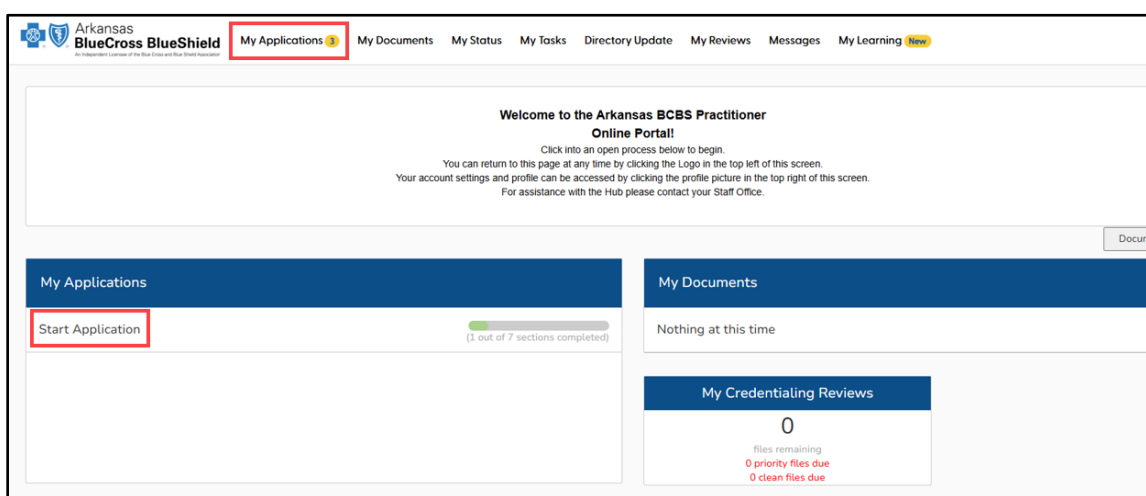 Arkansas
BlueCross BlueShield
An Independent Licensee of the Blue Cross and Blue Shield Association
My Applications 3 My Documents My Status My Tasks Directory Update My Reviews Messages My Learning New
Welcome to the Arkansas BCBS Practitioner
Online Portal!
Click into an open process below to begin.
You can return to this page at any time by clicking the Logo in the top left of this screen.
Your account settings and profile can be accessed by clicking the profile picture in the top right of this screen.
For assistance with the Hub please contact your Staff Office.
Docur
My Applications
Start Application
(1 out of 7 sections completed)
My Documents
Nothing at this time
My Credentialing Reviews
0
files remaining
0 priority files due
0 clean files due